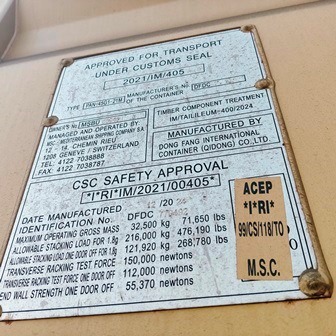 APPROVED FOR TRANSPORT
UNDER CUSTOMS SEAL
2021/IM/405
TYPE PAN-45G1-21M MANUFACTURER'S NO. OF THE CONTAINER DFDC
OWNER'S No. MSBU
MANAGED AND OPERATED BY
MSC - MEDITERRANEAN SHIPPING COMPANY S.A
12 - 14, CHEMIN RIEU
1208 GENEVE / SWITZERLAND
TEL: 4122 7038888
FAX: 4122 7038787
TIMBER COMPONENT TREATMENT
IM/TAILILEUM:400/2024
MANUFACTURED BY
DONG FANG INTERNATIONAL
CONTAINER (QIDONG) CO., LTD.
CSC SAFETY APPROVAL
*I*RI*IM/2021/00405*
DATE MANUFACTURED 12 /20
IDENTIFICATION No: DFDC
MAXIMUM OPERATING GROSS MASS 32,500 kg 71,650 lbs
ALLOWABLE STACKING LOAD FOR 1.8g 216,000 kg 476,190 lbs
ALLOWABLE STACKING LOAD ONE DOOR OFF FOR 1.8g 121,920 kg 268,780 lbs
TRANSVERSE RACKING TEST FORCE 150,000 newtons
TRANSVERSE RACKING TEST FORCE ONE DOOR OFF 112,000 newtons
END WALL STRENGTH ONE DOOR OFF 55,370 newtons
ACEP
*I*RI*
99/CS/118/TO
M.S.C.